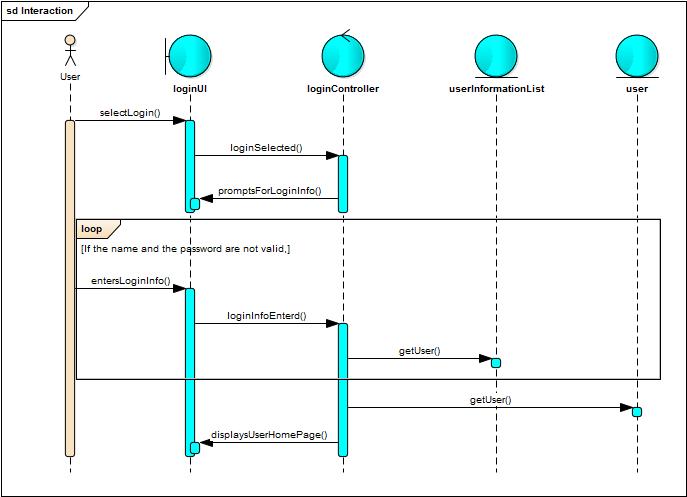 sd Interaction
User
loginUI
loginController
userInformationList
user
selectLogin()
loginSelected()
promptsForLoginInfo()
loop
[If the name and the password are not valid,]
entersLoginInfo()
loginInfoEnterd()
getUser()
getUser()
displaysUserHomePage()